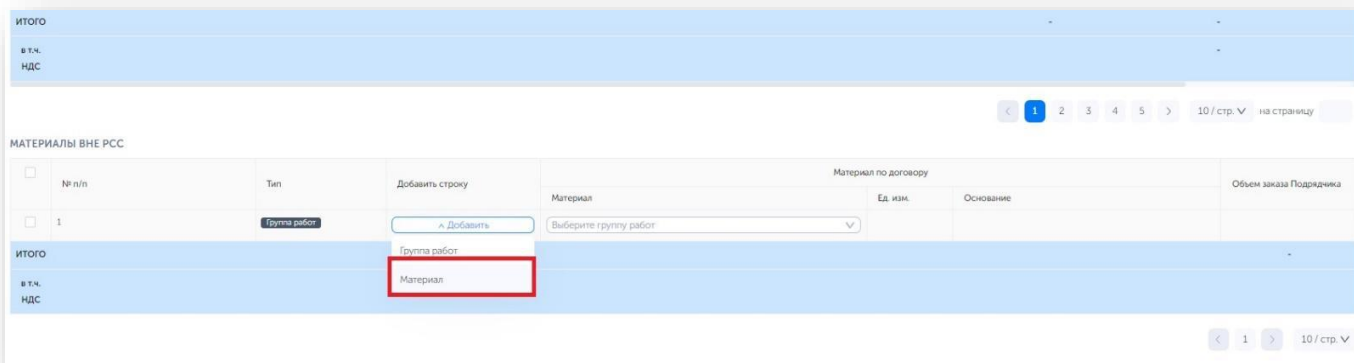 ИТОГО - -
в т.ч. НДС -
1 2 3 4 5 10 / стр. на страницу
МАТЕРИАЛЫ ВНЕ РСС
№ п/п Тип Добавить строку Материал по договору Объем заказа Подрядчика
Материал Ед. изм. Основание
1 Группа работ Добавить Выберите группу работ
Группа работ
ИТОГО -
Материал
в т.ч.
НДС
1 10 / стр.